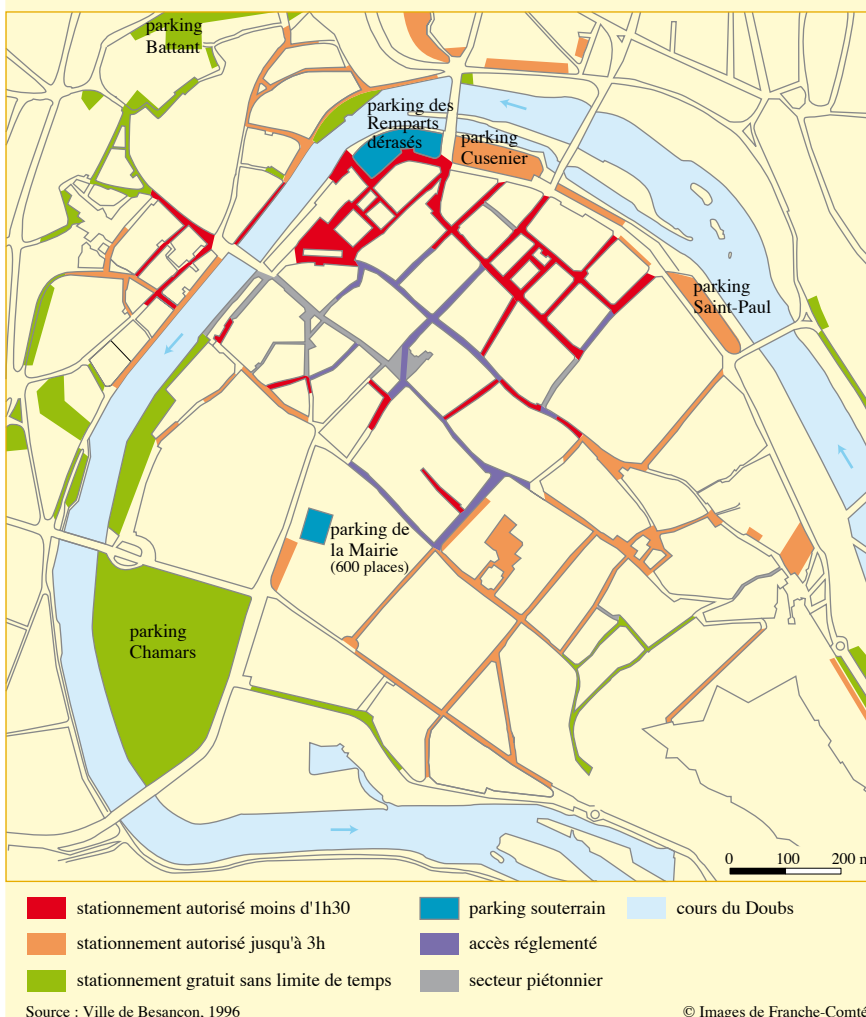 parking
Battant
parking des
Remparts
dérasés
parking
Cusenier
parking
Saint-Paul
parking de
la Mairie
(600 places)
parking
Chamars
0 100 200 m
stationnement autorisé moins d'1h30
parking souterrain
cours du Doubs
stationnement autorisé jusqu'à 3h
accès réglementé
stationnement gratuit sans limite de temps
secteur piétonnier
Source : Ville de Besançon, 1996
© Images de Franche-Comté